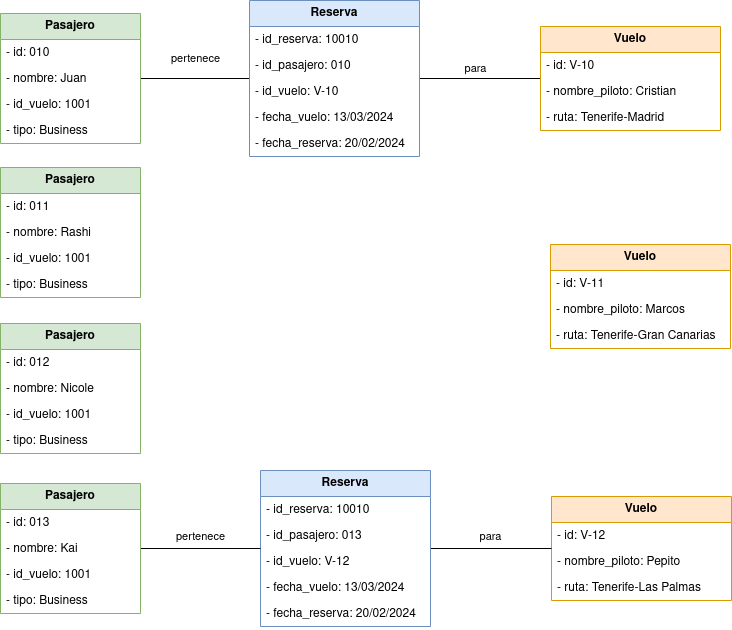 Pasajero
- id: 010
- nombre: Juan
- id_vuelo: 1001
- tipo: Business
pertenece
Reserva
- id_reserva: 10010
- id_pasajero: 010
- id_vuelo: V-10
- fecha_vuelo: 13/03/2024
- fecha_reserva: 20/02/2024
para
Vuelo
- id: V-10
- nombre_piloto: Cristian
- ruta: Tenerife-Madrid
Pasajero
- id: 011
- nombre: Rashi
- id_vuelo: 1001
- tipo: Business
Vuelo
- id: V-11
- nombre_piloto: Marcos
- ruta: Tenerife-Gran Canarias
Pasajero
- id: 012
- nombre: Nicole
- id_vuelo: 1001
- tipo: Business
Pasajero
- id: 013
- nombre: Kai
- id_vuelo: 1001
- tipo: Business
pertenece
Reserva
- id_reserva: 10010
- id_pasajero: 013
- id_vuelo: V-12
- fecha_vuelo: 13/03/2024
- fecha_reserva: 20/02/2024
para
Vuelo
- id: V-12
- nombre_piloto: Pepito
- ruta: Tenerife-Las Palmas